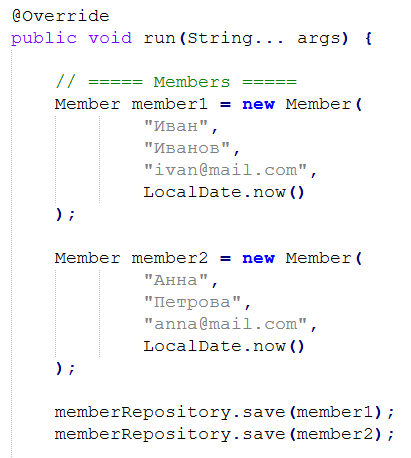 @Override
public void run(String... args) {
// ===== Members =====
Member member1 = new Member(
"Иван",
"Иванов",
"ivan@mail.com",
LocalDate.now()
);
Member member2 = new Member(
"Анна",
"Петрова",
"anna@mail.com",
LocalDate.now()
);
memberRepository.save(member1);
memberRepository.save(member2);